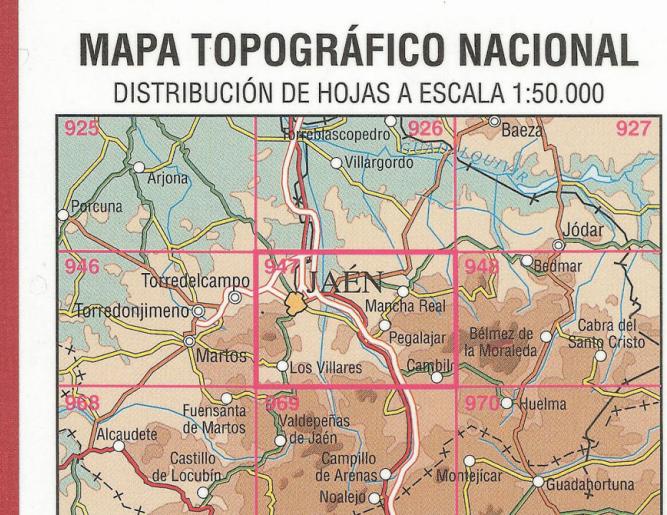 MAPA TOPOGRÁFICO NACIONAL
DISTRIBUCIÓN DE HOJAS A ESCALA 1:50.000
925
Torreblascopedro
926
Baeza
927
Villargordo
GUADALQUIVIR
Arjona
Porcuna
Jódar
946
947
JAÉN
948
Bedmar
Torredelcampo
Mancha Real
Torredonjimeno
Pegalajar
Bélmez de
la Moraleda
Cabra del
Santo Cristo
Martos
Los Villares
Cambil
968
969
970
Huelma
Fuensanta
de Martos
Valdepeñas
de Jaén
Alcaudete
Castillo
de Locubín
Campillo
de Arenas
Montejícar
Guadahortuna
Noalejo